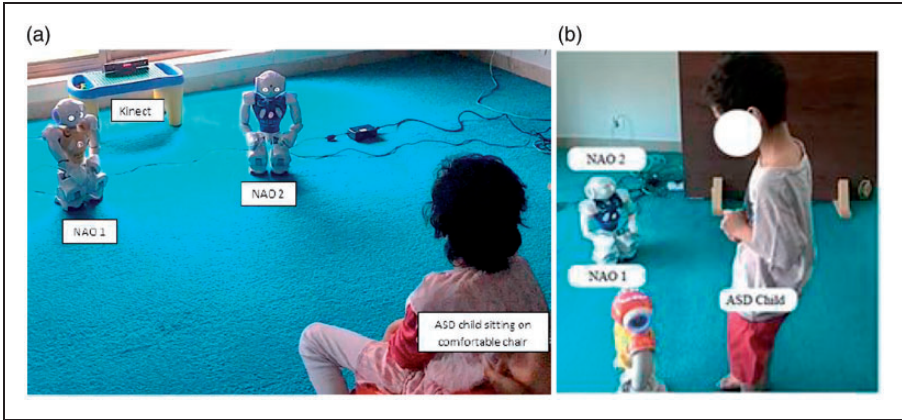 (a)
Kinect
NAO 1
NAO 2
ASD child sitting on
comfortable chair
(b)
NAO 2
NAO 1
ASD Child